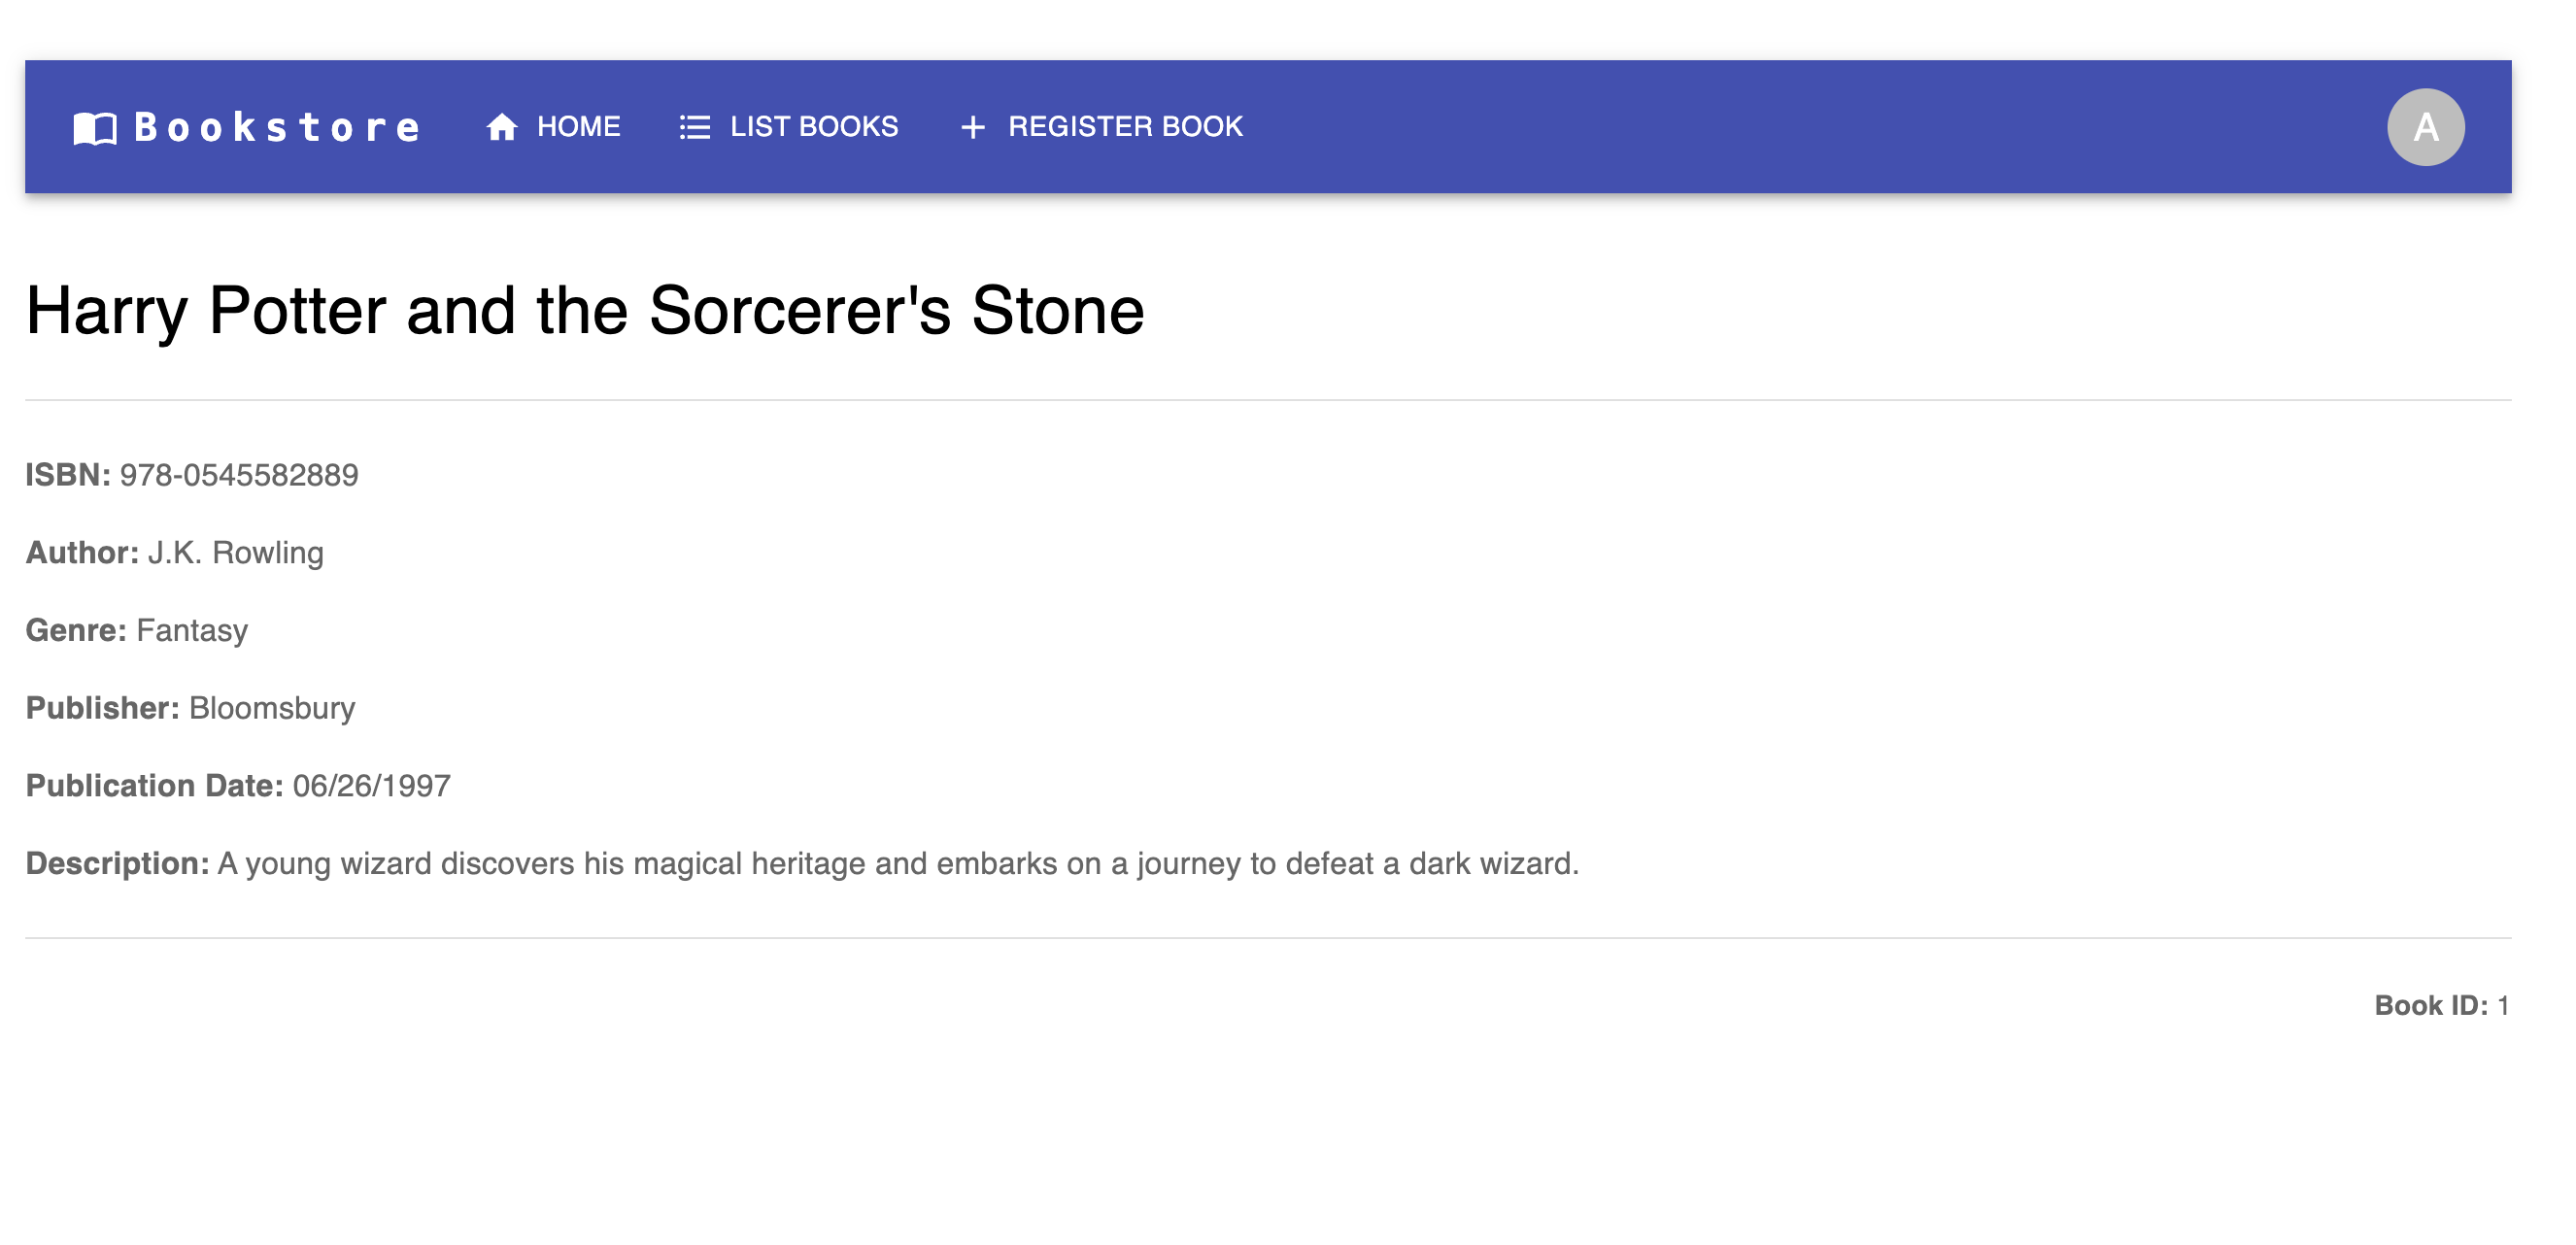 Bookstore HOME LIST BOOKS REGISTER BOOK A
Harry Potter and the Sorcerer's Stone
ISBN: 978-0545582889
Author: J.K. Rowling
Genre: Fantasy
Publisher: Bloomsbury
Publication Date: 06/26/1997
Description: A young wizard discovers his magical heritage and embarks on a journey to defeat a dark wizard.
Book ID: 1